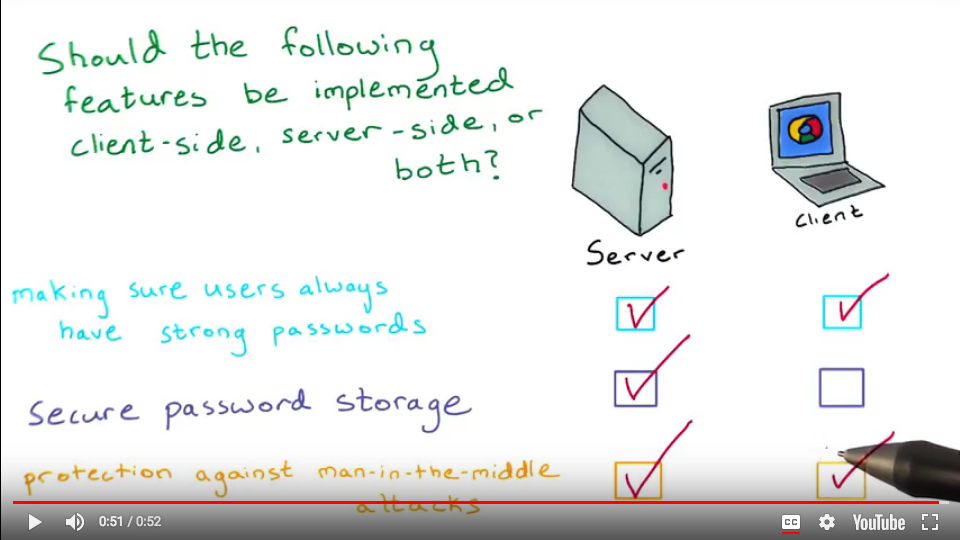 Should the following
features be implemented
client-side, server-side, or
both?
Server
client
making sure users always
have strong passwords
secure password storage
protection against man-in-the-middle
attacks
0:51 / 0:52
CC
YouTube